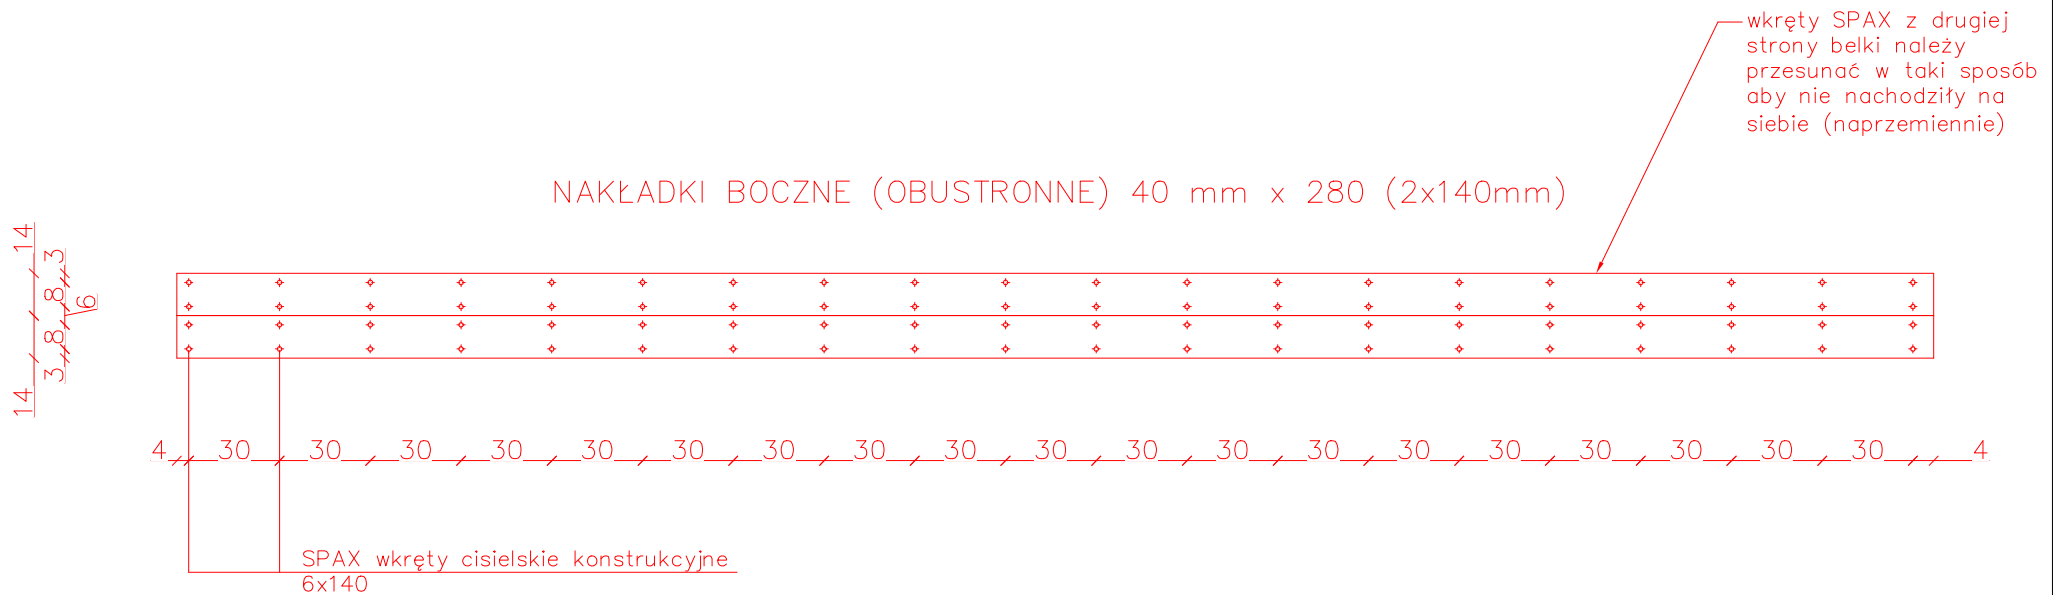 wkręty SPAX z drugiej
strony belki należy
przesunać w taki sposób
aby nie nachodziły na
siebie (naprzemiennie)
NAKŁADKI BOCZNE (OBUSTRONNE) 40 mm x 280 (2x140mm)
14
3
8
6
8
3
14
4 30 30 30 30 30 30 30 30 30 30 30 30 30 30 30 30 30 30 30 4
SPAX wkręty cisielskie konstrukcyjne
6x140